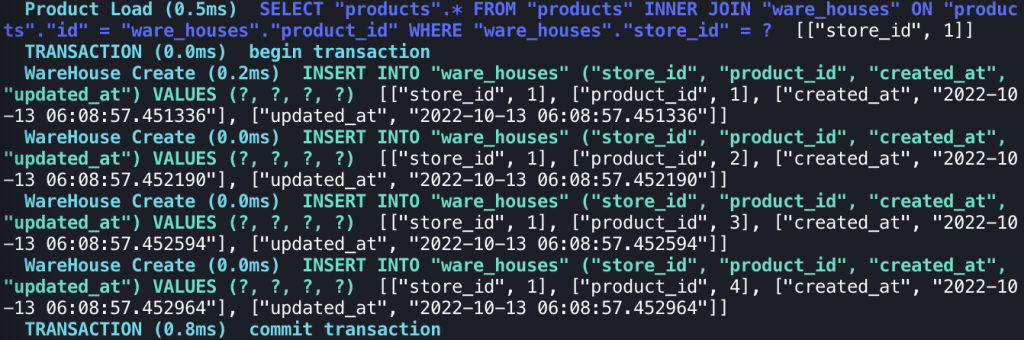 Product Load (0.5ms)  SELECT "products".* FROM "products" INNER JOIN "ware_houses" ON "produc
ts"."id" = "ware_houses"."product_id" WHERE "ware_houses"."store_id" = ?  [["store_id", 1]]
TRANSACTION (0.0ms)  begin transaction
WareHouse Create (0.2ms)  INSERT INTO "ware_houses" ("store_id", "product_id", "created_at",
"updated_at") VALUES (?, ?, ?, ?)  [["store_id", 1], ["product_id", 1], ["created_at", "2022-10
-13 06:08:57.451336"], ["updated_at", "2022-10-13 06:08:57.451336"]]
WareHouse Create (0.0ms)  INSERT INTO "ware_houses" ("store_id", "product_id", "created_at",
"updated_at") VALUES (?, ?, ?, ?)  [["store_id", 1], ["product_id", 2], ["created_at", "2022-10
-13 06:08:57.452190"], ["updated_at", "2022-10-13 06:08:57.452190"]]
WareHouse Create (0.0ms)  INSERT INTO "ware_houses" ("store_id", "product_id", "created_at",
"updated_at") VALUES (?, ?, ?, ?)  [["store_id", 1], ["product_id", 3], ["created_at", "2022-10
-13 06:08:57.452594"], ["updated_at", "2022-10-13 06:08:57.452594"]]
WareHouse Create (0.0ms)  INSERT INTO "ware_houses" ("store_id", "product_id", "created_at",
"updated_at") VALUES (?, ?, ?, ?)  [["store_id", 1], ["product_id", 4], ["created_at", "2022-10
-13 06:08:57.452964"], ["updated_at", "2022-10-13 06:08:57.452964"]]
TRANSACTION (0.8ms)  commit transaction